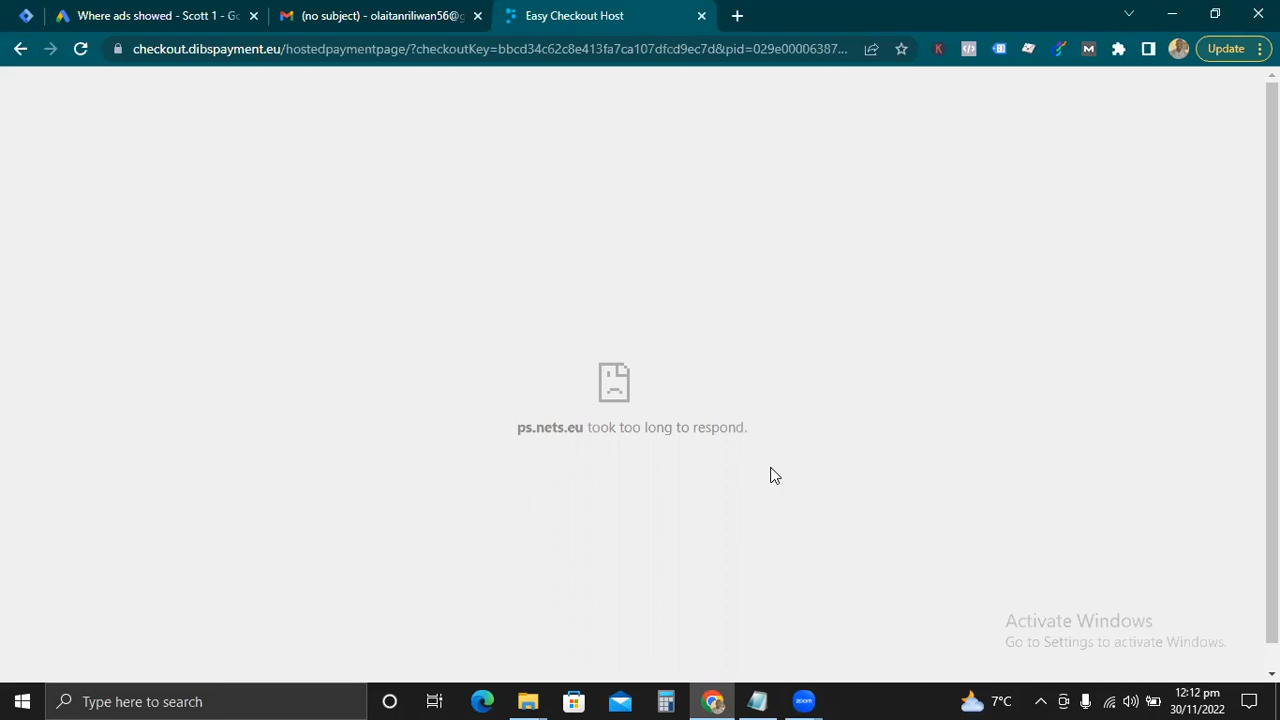 Where ads showed - Scott 1 - Go
(no subject) - olaitanriliwan56@g
Easy Checkout Host
checkout.dibspayment.eu/hostedpaymentpage/?checkoutKey=bbcd34c62c8e413fa7ca107dfcd9ec7d&pid=029e00006387...
Update
ps.nets.eu took too long to respond.
Activate Windows
Go to Settings to activate Windows.
Type here to search
zoom
7°C
12:12 pm
30/11/2022